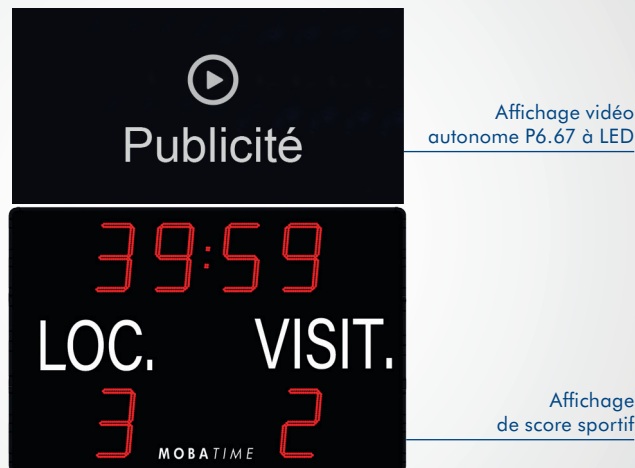 Publicité
Affichage vidéo
autonome P6.67 à LED
39:59
LOC. VISIT.
3 2
MOBATIME
Affichage
de score sportif